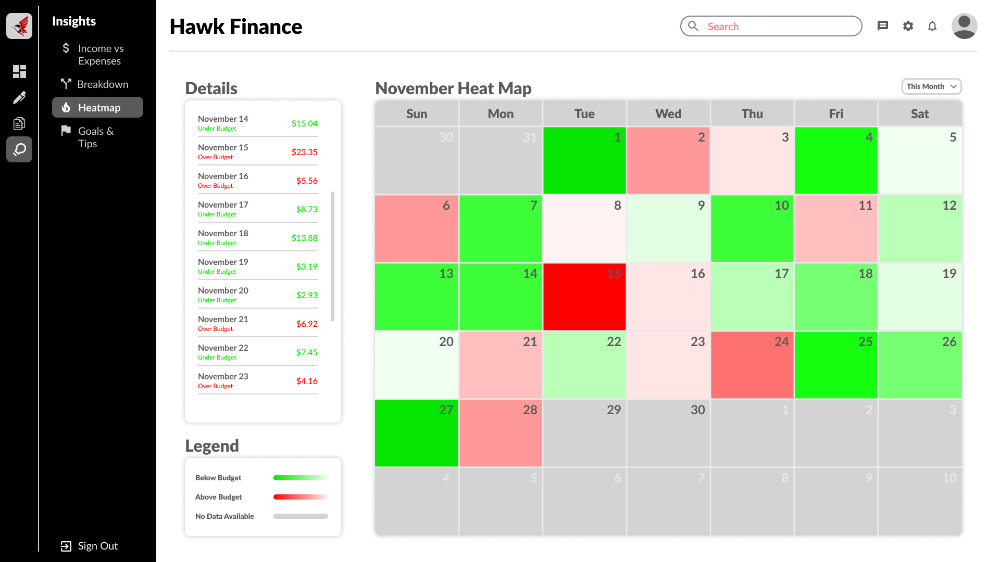 Insights
Income vs
Expenses
Breakdown
Heatmap
Goals &
Tips
Sign Out
Hawk Finance
Search
Details
November 14
Under Budget
$15.04
November 15
Over Budget
$23.35
November 16
Over Budget
$5.56
November 17
Under Budget
$8.73
November 18
Under Budget
$13.88
November 19
Under Budget
$3.19
November 20
Under Budget
$2.93
November 21
Over Budget
$6.92
November 22
Under Budget
$7.45
November 23
Over Budget
$4.16
Legend
Below Budget
Above Budget
No Data Available
November Heat Map
This Month
Sun Mon Tue Wed Thu Fri Sat
30 31 1 2 3 4 5
6 7 8 9 10 11 12
13 14 15 16 17 18 19
20 21 22 23 24 25 26
27 28 29 30 1 2 3
4 5 6 7 8 9 10